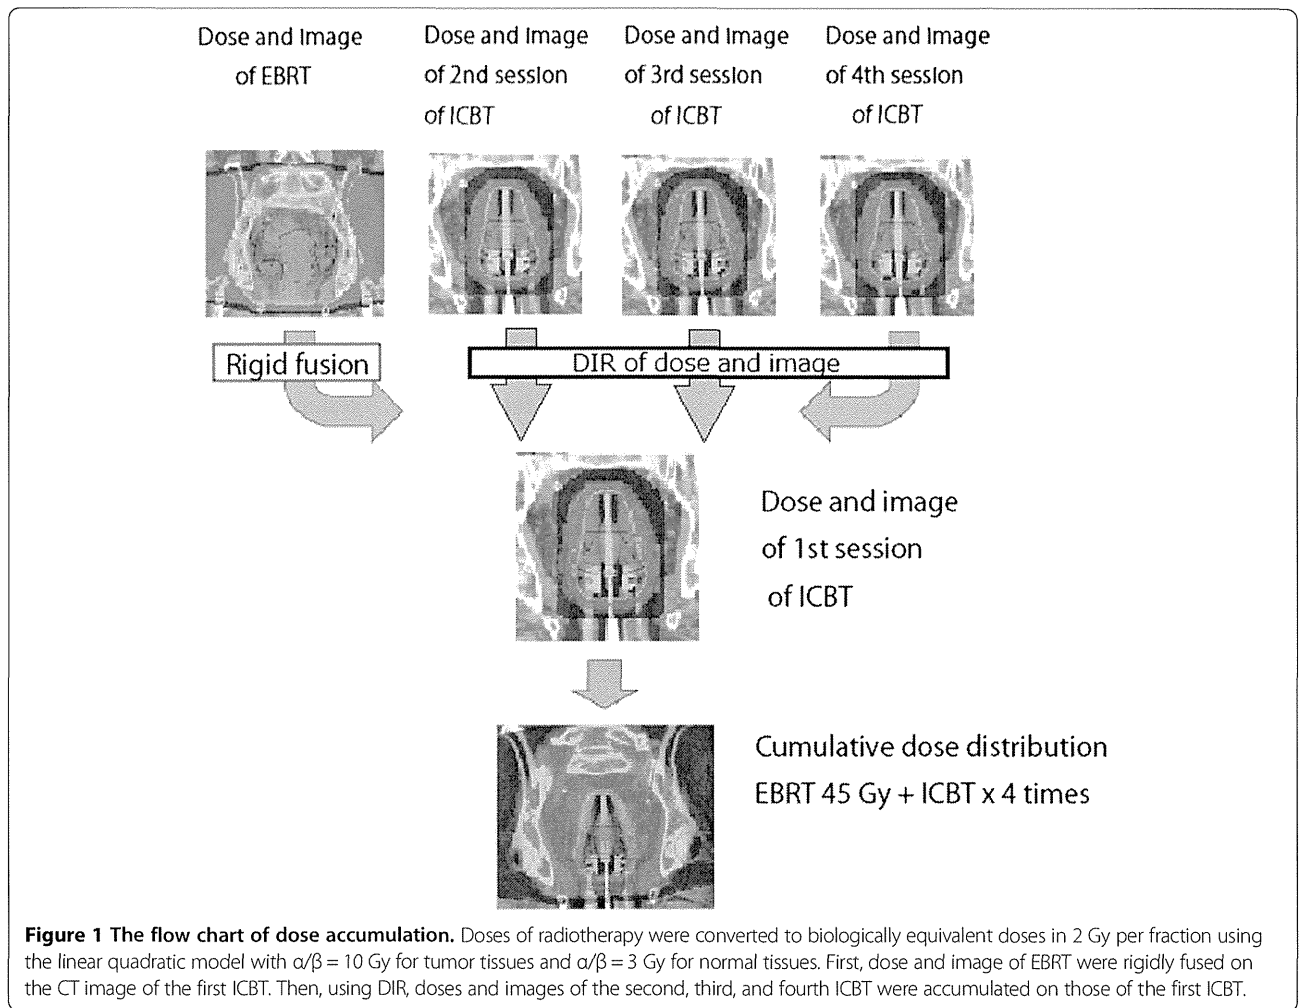 Dose and Image
of EBRT
Dose and Image
of 2nd session
of ICBT
Dose and Image
of 3rd session
of ICBT
Dose and Image
of 4th session
of ICBT
Rigid fusion
DIR of dose and image
Dose and image
of 1st session
of ICBT
Cumulative dose distribution
EBRT 45 Gy + ICBT x 4 times
Figure 1 The flow chart of dose accumulation. Doses of radiotherapy were converted to biologically equivalent doses in 2 Gy per fraction using
the linear quadratic model with α/β = 10 Gy for tumor tissues and α/β = 3 Gy for normal tissues. First, dose and image of EBRT were rigidly fused on
the CT image of the first ICBT. Then, using DIR, doses and images of the second, third, and fourth ICBT were accumulated on those of the first ICBT.